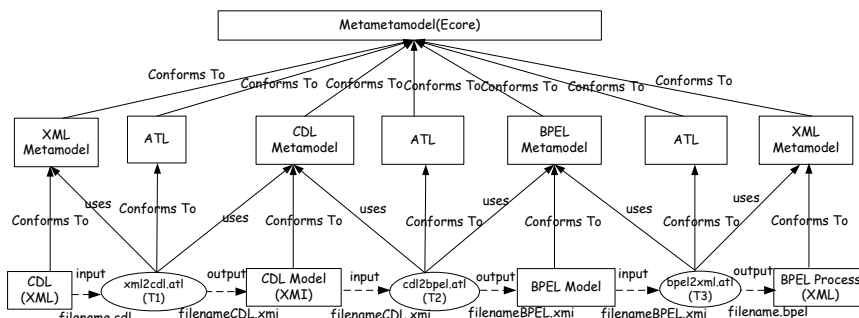 Metametamodel(Ecore)
Conforms To
Conforms To
Conforms To
Conforms To
Conforms To
Conforms To
Conforms To
XML
Metamodel
ATL
CDL
Metamodel
ATL
BPEL
Metamodel
ATL
XML
Metamodel
uses
uses
uses
uses
uses
uses
Conforms To
Conforms To
Conforms To
Conforms To
Conforms To
Conforms To
Conforms To
CDL
(XML)
input
xml2cdl.atl
(T1)
output
CDL Model
(XMI)
input
cdl2bpel.atl
(T2)
output
BPEL Model
input
bpel2xml.atl
(T3)
output
BPEL Process
(XML)
filename.cdl
filenameCDL.xmi
filenameCDL.xmi
filenameBPEL.xmi
filenameBPEL.xmi
filename.bpel